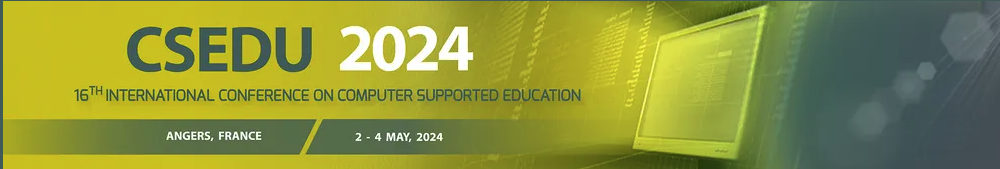 CSEDU 2024
16TH INTERNATIONAL CONFERENCE ON COMPUTER SUPPORTED EDUCATION
ANGERS, FRANCE 2 - 4 MAY, 2024